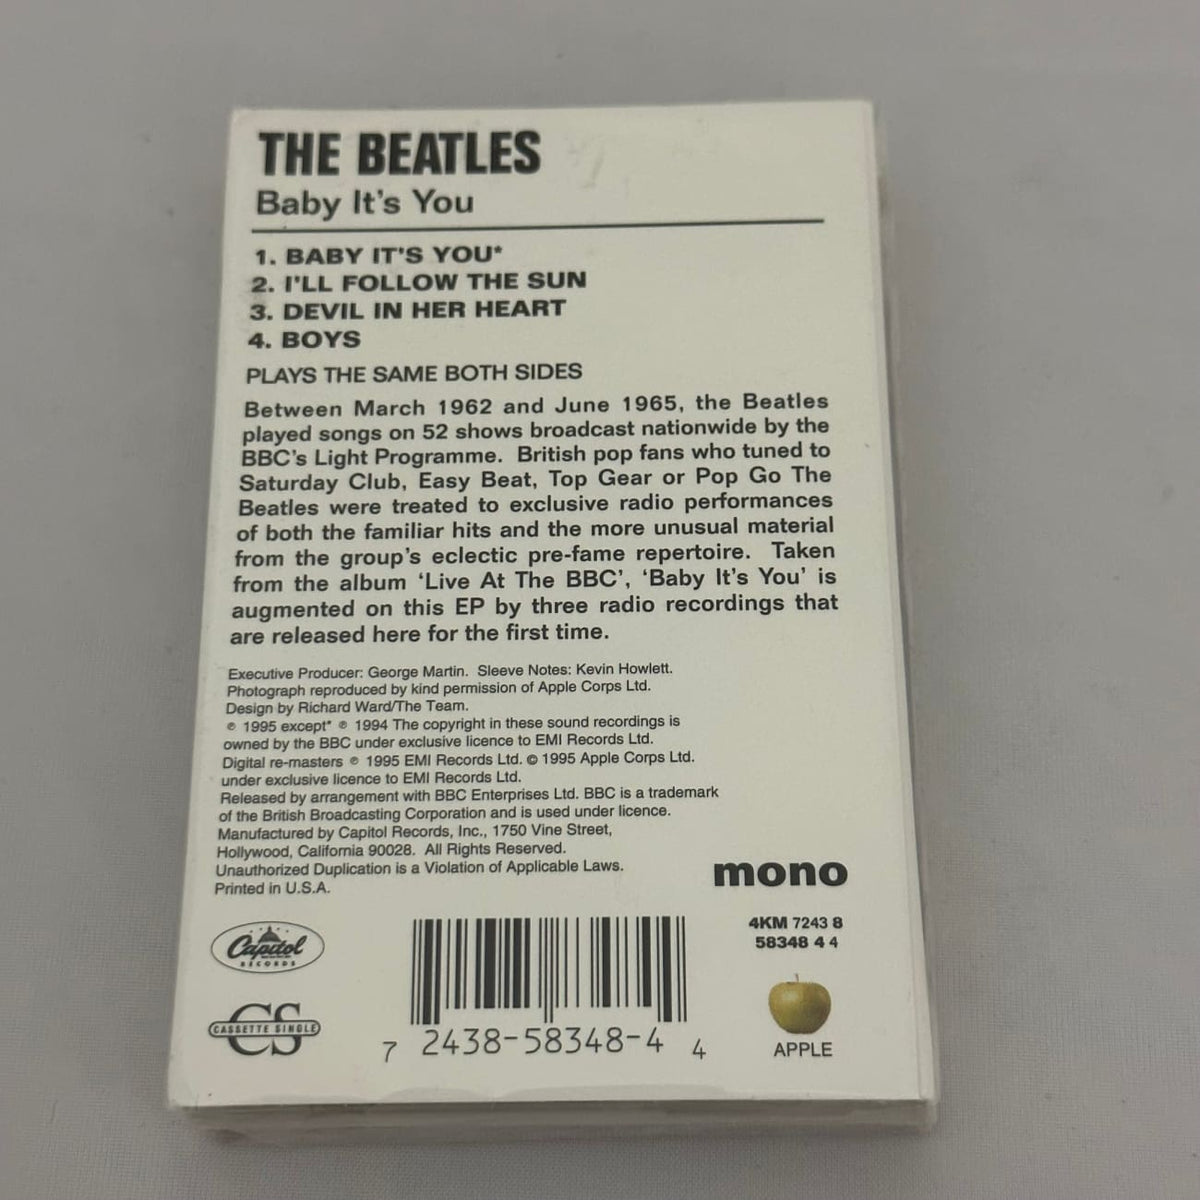 THE BEATLES
Baby It's You
1. BABY IT'S YOU*
2. I'LL FOLLOW THE SUN
3. DEVIL IN HER HEART
4. BOYS
PLAYS THE SAME BOTH SIDES
Between March 1962 and June 1965, the Beatles
played songs on 52 shows broadcast nationwide by the
BBC's Light Programme. British pop fans who tuned to
Saturday Club, Easy Beat, Top Gear or Pop Go The
Beatles were treated to exclusive radio performances
of both the familiar hits and the more unusual material
from the group's eclectic pre-fame repertoire. Taken
from the album ‘Live At The BBC’, ‘Baby It's You’ is
augmented on this EP by three radio recordings that
are released here for the first time.
Executive Producer: George Martin. Sleeve Notes: Kevin Howlett.
Photograph reproduced by kind permission of Apple Corps Ltd.
Design by Richard Ward/The Team.
℗ 1995 except* ℗ 1994 The copyright in these sound recordings is
owned by the BBC under exclusive licence to EMI Records Ltd.
Digital re-masters ℗ 1995 EMI Records Ltd. © 1995 Apple Corps Ltd.
under exclusive licence to EMI Records Ltd.
Released by arrangement with BBC Enterprises Ltd. BBC is a trademark
of the British Broadcasting Corporation and is used under licence.
Manufactured by Capitol Records, Inc., 1750 Vine Street,
Hollywood, California 90028. All Rights Reserved.
Unauthorized Duplication is a Violation of Applicable Laws.
Printed in U.S.A.
mono
4KM 7243 8
58348 4 4
Capitol
RECORDS
CS
CASSETTE SINGLE
7 2438-58348-4 4
APPLE